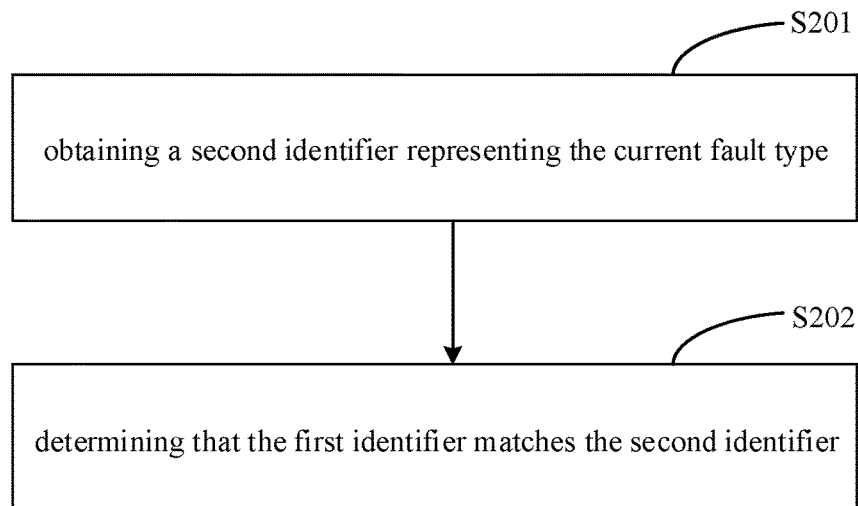 S201
obtaining a second identifier representing the current fault type
S202
determining that the first identifier matches the second identifier